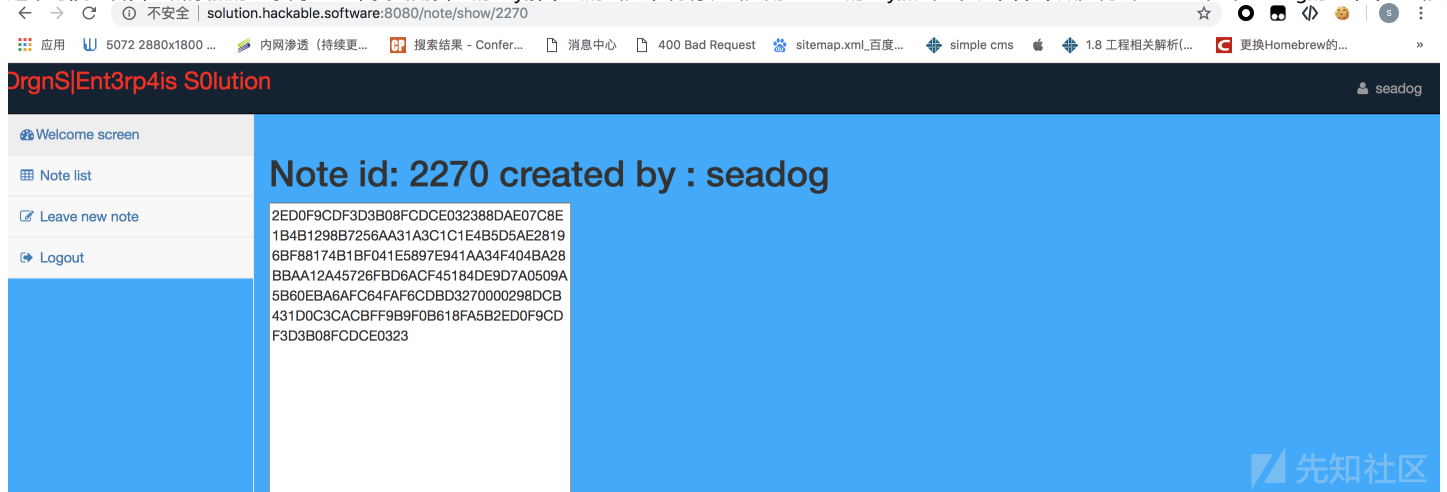 不安全 | solution.hackable.software:8080/note/show/2270
应用 5072 2880x1800 ... 内网渗透（持续更... 搜索结果 - Confer... 消息中心 400 Bad Request sitemap.xml_百度... simple cms 1.8 工程相关解析(... 更换Homebrew的... »
DrgnS|Ent3rp4is S0lution
seadog
Welcome screen
Note list
Leave new note
Logout
Note id: 2270 created by : seadog
2ED0F9CDF3D3B08FCDCE032388DAE07C8E
1B4B1298B7256AA31A3C1C1E4B5D5AE2819
6BF88174B1BF041E5897E941AA34F404BA28
BBAA12A45726FBD6ACF45184DE9D7A0509A
5B60EBA6AFC64FAF6CDBD3270000298DCB
431D0C3CACBFF9B9F0B618FA5B2ED0F9CD
F3D3B08FCDCE0323
先知社区